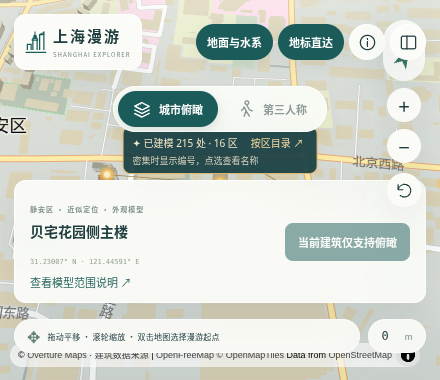 上海漫游
SHANGHAI EXPLORER
地面与水系
地标直达
城市俯瞰
第三人称
安区
✦ 已建模 215 处 · 16 区 按区目录 ↗
密集时显示编号，点选查看名称
北京西路
静安区 · 近似定位 · 外观模型
贝宅花园侧主楼
当前建筑仅支持俯瞰
31.23007° N · 121.44591° E
查看模型范围说明 ↗
东路
路
拖动平移 · 滚轮缩放 · 双击地图选择漫游起点
0 m
© Overture Maps · 建筑数据来源 | OpenFreeMap © OpenMapTiles Data from OpenStreetMap